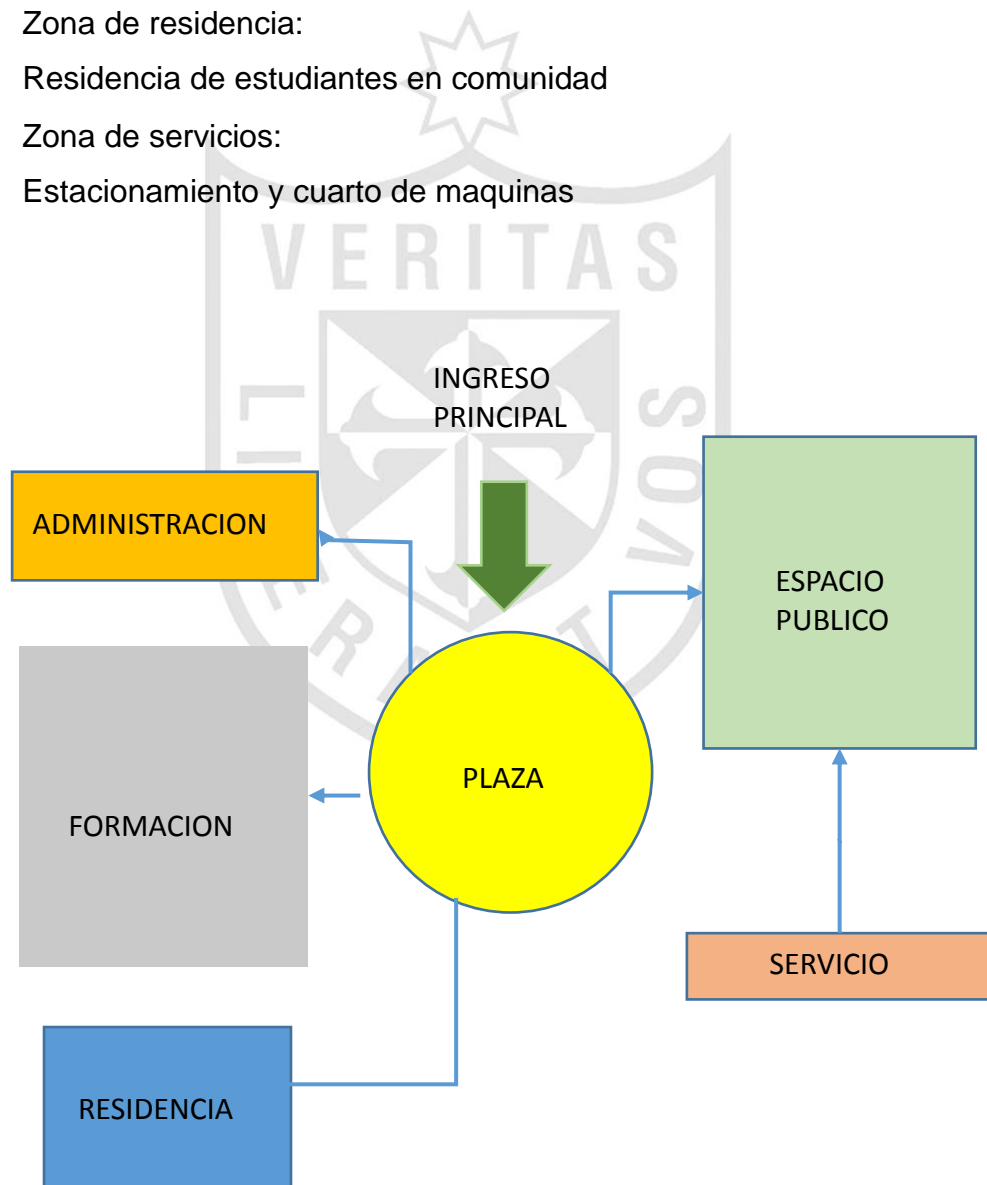 Zona de residencia:
Residencia de estudiantes en comunidad
Zona de servicios:
Estacionamiento y cuarto de maquinas
VERITAS
INGRESO
PRINCIPAL
ADMINISTRACION
ESPACIO
PUBLICO
PLAZA
FORMACION
SERVICIO
RESIDENCIA